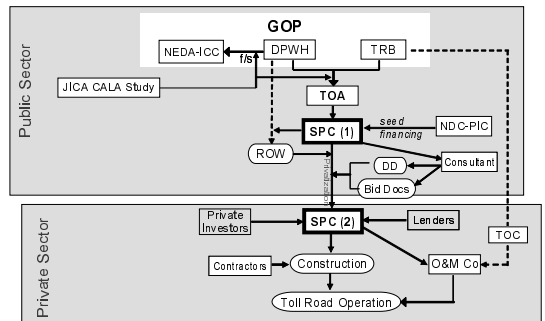 GOP
NEDA-ICC
DPWH
TRB
f/s
JICA CALA Study
TOA
Public Sector
SPC (1)
seed
financing
NDC-PIC
ROW
Privatization
DD
Consultant
Bid Docs
Private
Investors
SPC (2)
Lenders
TOC
Private Sector
Contractors
Construction
O&M Co
Toll Road Operation